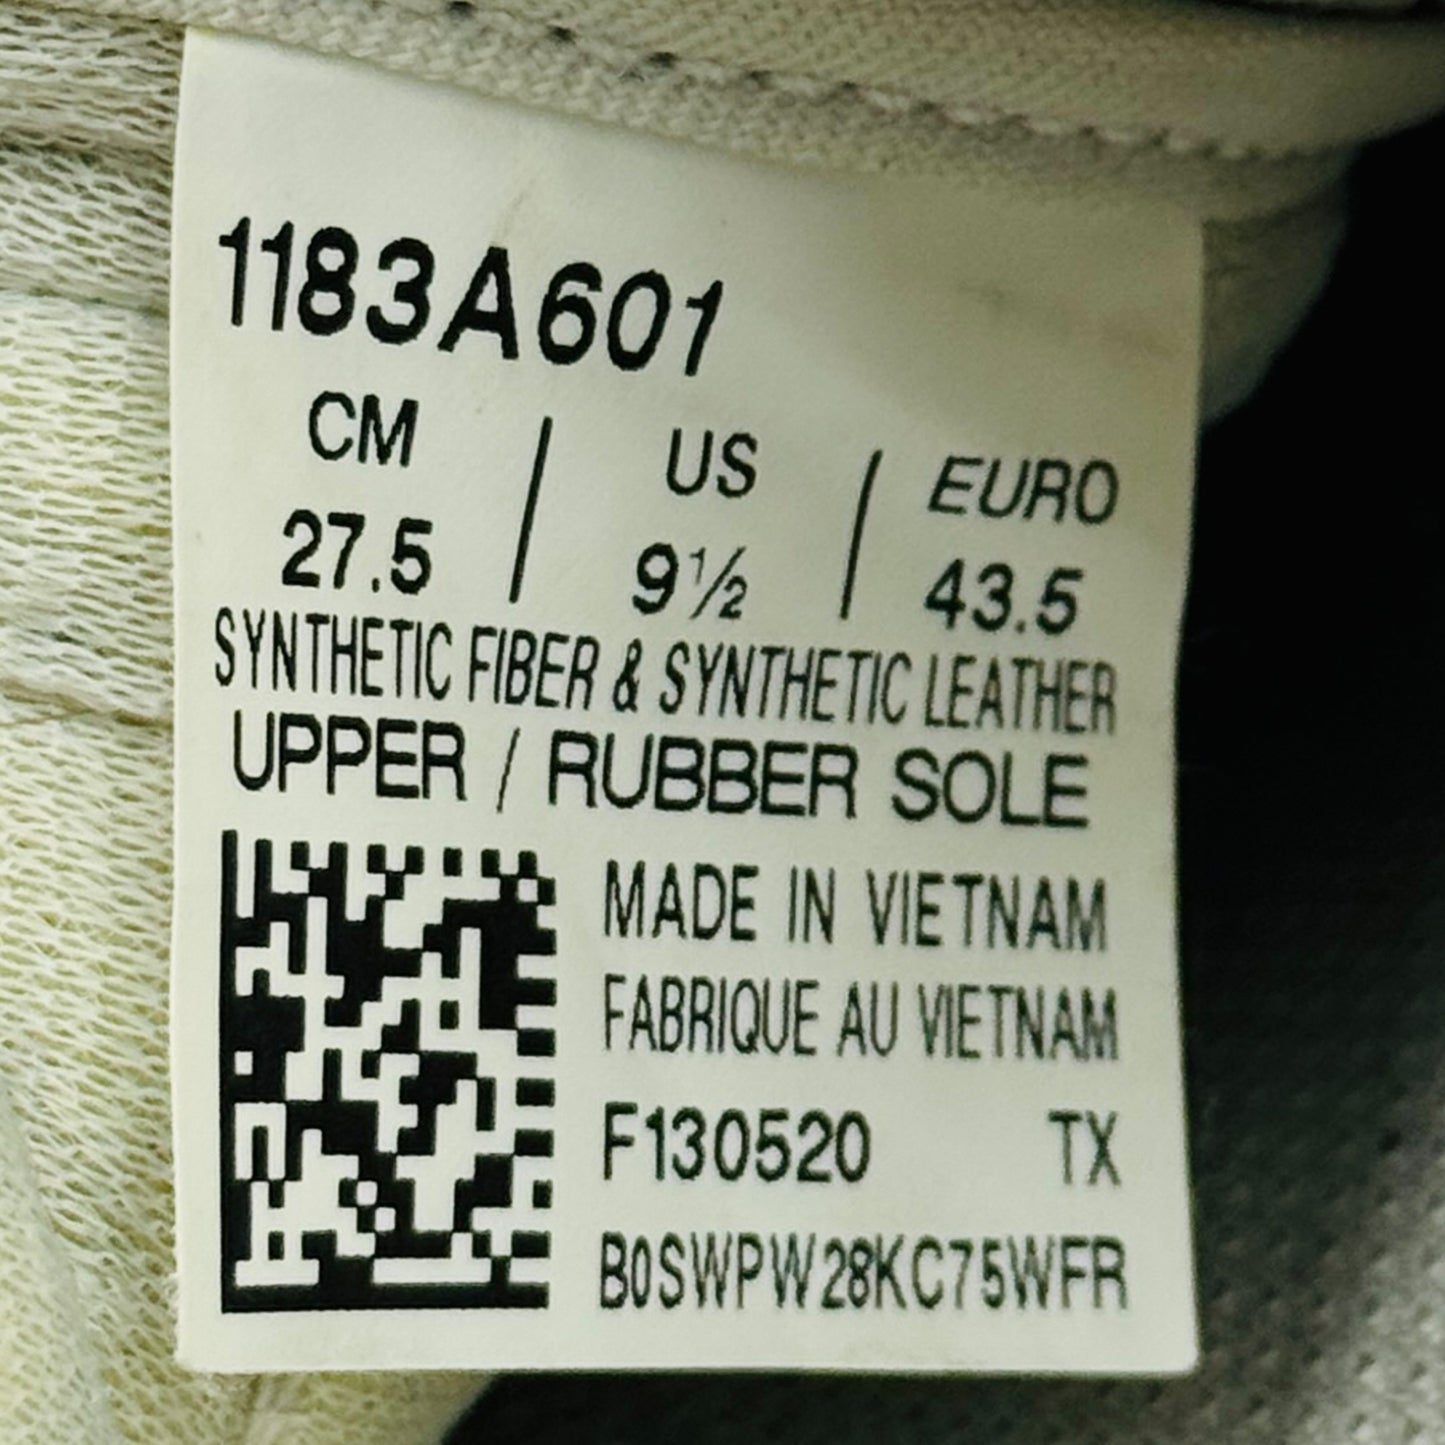 1183A601
CM / US / EURO
27.5 9½ 43.5
SYNTHETIC FIBER & SYNTHETIC LEATHER
UPPER / RUBBER SOLE
MADE IN VIETNAM
FABRIQUE AU VIETNAM
F130520 TX
B0SWPW28KC75WFR